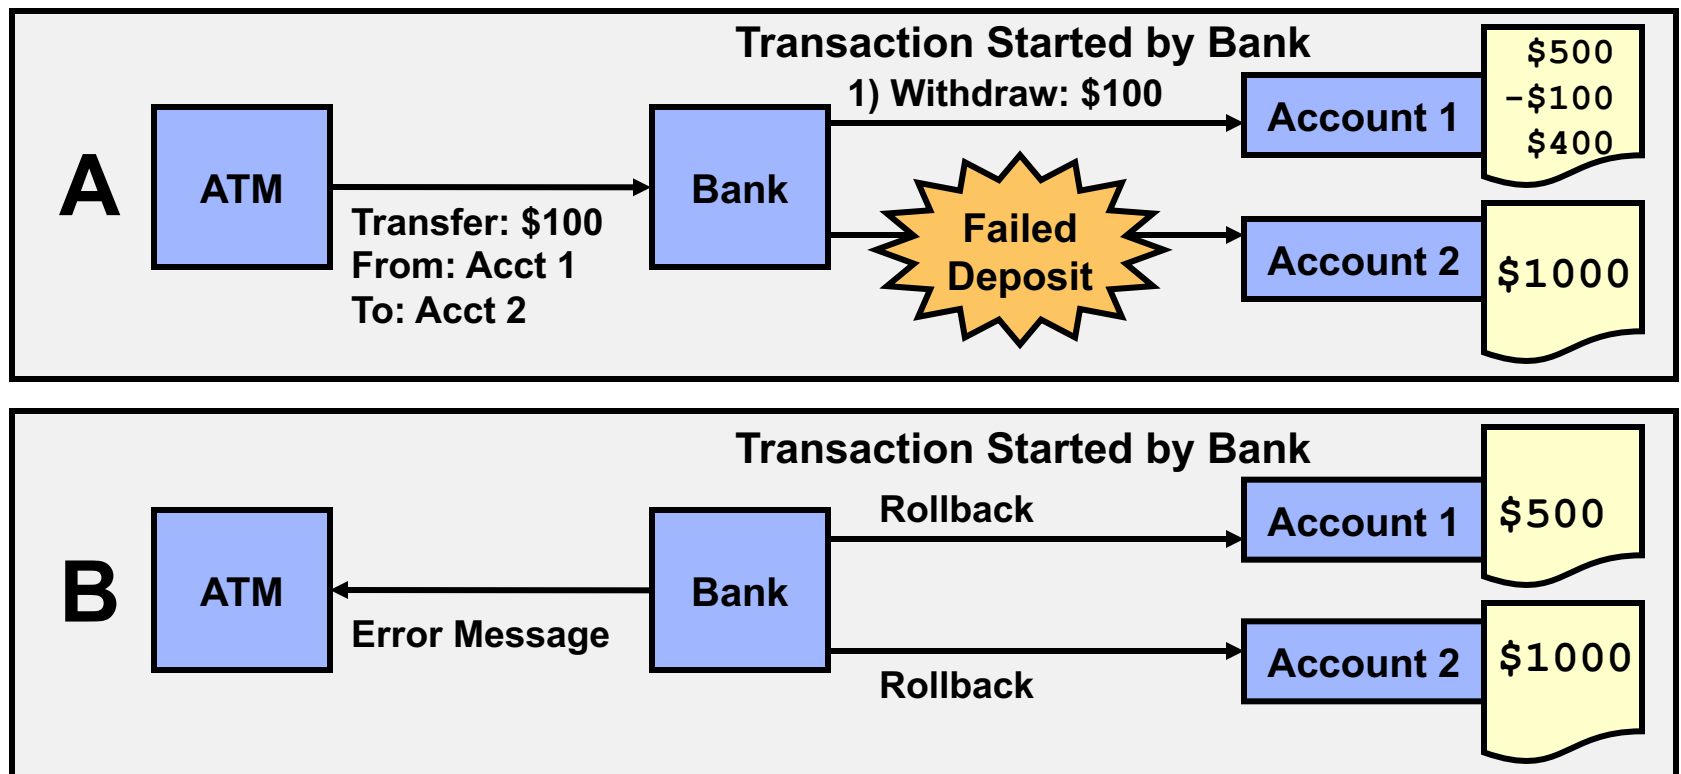 Transaction Started by Bank
1) Withdraw: $100
A
ATM
Transfer: $100
From: Acct 1
To: Acct 2
Bank
Failed
Deposit
Account 1
$500
-$100
$400
Account 2
$1000
Transaction Started by Bank
B
ATM
Error Message
Bank
Rollback
Rollback
Account 1
$500
Account 2
$1000